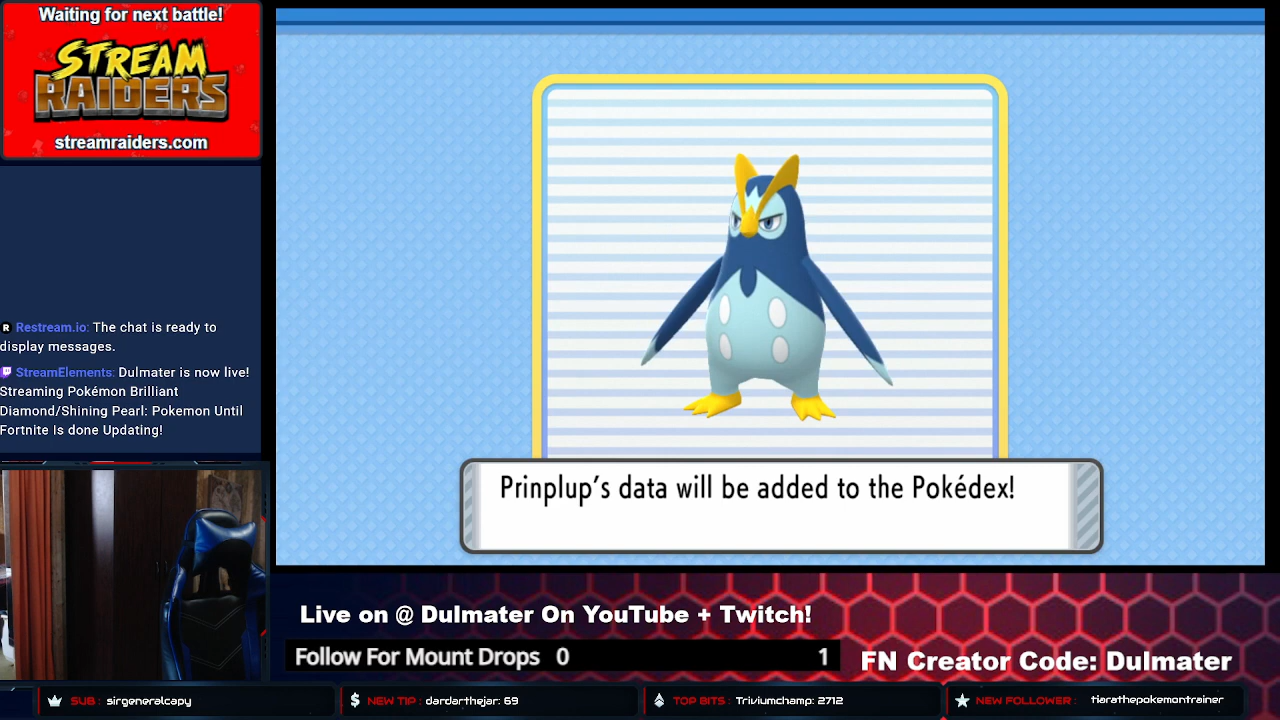 Waiting for next battle!
STREAM
RAIDERS
streamraiders.com
Restream.io: The chat is ready to
display messages.
StreamElements: Dulmater is now live!
Streaming Pokémon Brilliant
Diamond/Shining Pearl: Pokemon Until
Fortnite Is done Updating!
Prinplup's data will be added to the Pokédex!
Live on @ Dulmater On YouTube + Twitch!
Follow For Mount Drops 0 1
FN Creator Code: Dulmater
SUB: sirgeneralcapy
$ NEW TIP: dardarthejar: 69
TOP BITS: Triviumchamp: 2712
NEW FOLLOWER: tiarathepokemontrainer